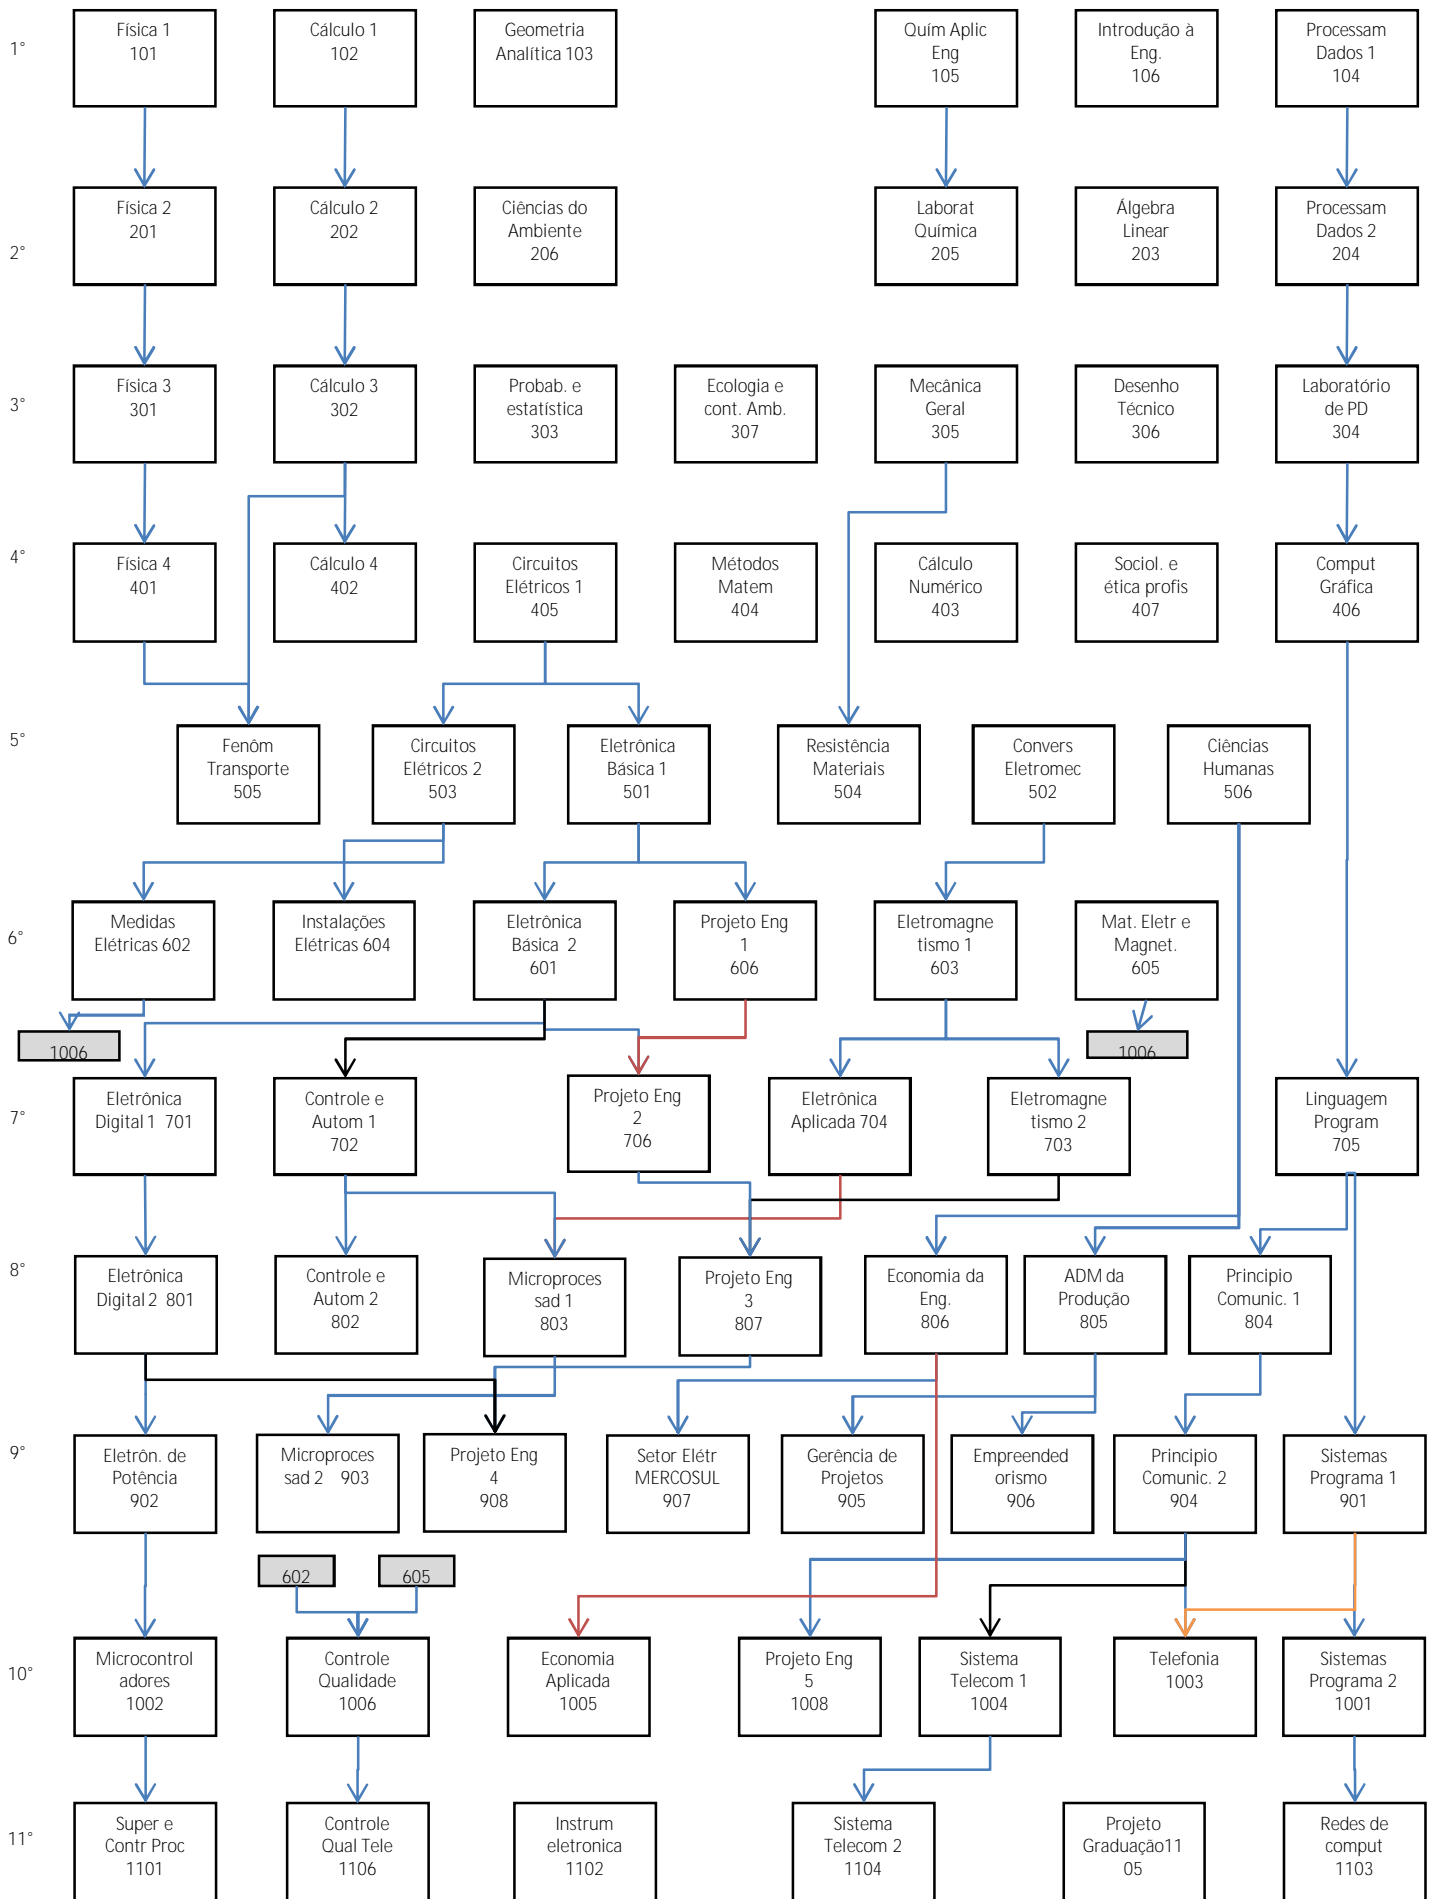 1°
Física 1
101
Cálculo 1
102
Geometria
Analítica 103
Quím Aplic
Eng
105
Introdução à
Eng.
106
Processam
Dados 1
104
2°
Física 2
201
Cálculo 2
202
Ciências do
Ambiente
206
Laborat
Química
205
Álgebra
Linear
203
Processam
Dados 2
204
3°
Física 3
301
Cálculo 3
302
Probab. e
estatística
303
Ecologia e
cont. Amb.
307
Mecânica
Geral
305
Desenho
Técnico
306
Laboratório
de PD
304
4°
Física 4
401
Cálculo 4
402
Circuitos
Elétricos 1
405
Métodos
Matem
404
Cálculo
Numérico
403
Sociol. e
ética profis
407
Comput
Gráfica
406
5°
Fenôm
Transporte
505
Circuitos
Elétricos 2
503
Eletrônica
Básica 1
501
Resistência
Materiais
504
Convers
Eletromec
502
Ciências
Humanas
506
6°
Medidas
Elétricas 602
Instalações
Elétricas 604
Eletrônica
Básica 2
601
Projeto Eng
1
606
Eletromagne
tismo 1
603
Mat. Eletr e
Magnet.
605
1006
1006
7°
Eletrônica
Digital 1 701
Controle e
Autom 1
702
Projeto Eng
2
706
Eletrônica
Aplicada 704
Eletromagne
tismo 2
703
Linguagem
Program
705
8°
Eletrônica
Digital 2 801
Controle e
Autom 2
802
Microproces
sad 1
803
Projeto Eng
3
807
Economia da
Eng.
806
ADM da
Produção
805
Principio
Comunic. 1
804
9°
Eletrôn. de
Potência
902
Microproces
sad 2 903
Projeto Eng
4
908
Setor Elétr
MERCOSUL
907
Gerência de
Projetos
905
Empreended
orismo
906
Principio
Comunic. 2
904
Sistemas
Programa 1
901
602
605
10°
Microcontrol
adores
1002
Controle
Qualidade
1006
Economia
Aplicada
1005
Projeto Eng
5
1008
Sistema
Telecom 1
1004
Telefonia
1003
Sistemas
Programa 2
1001
11°
Super e
Contr Proc
1101
Controle
Qual Tele
1106
Instrum
eletronica
1102
Sistema
Telecom 2
1104
Projeto
Graduação11
05
Redes de
comput
1103